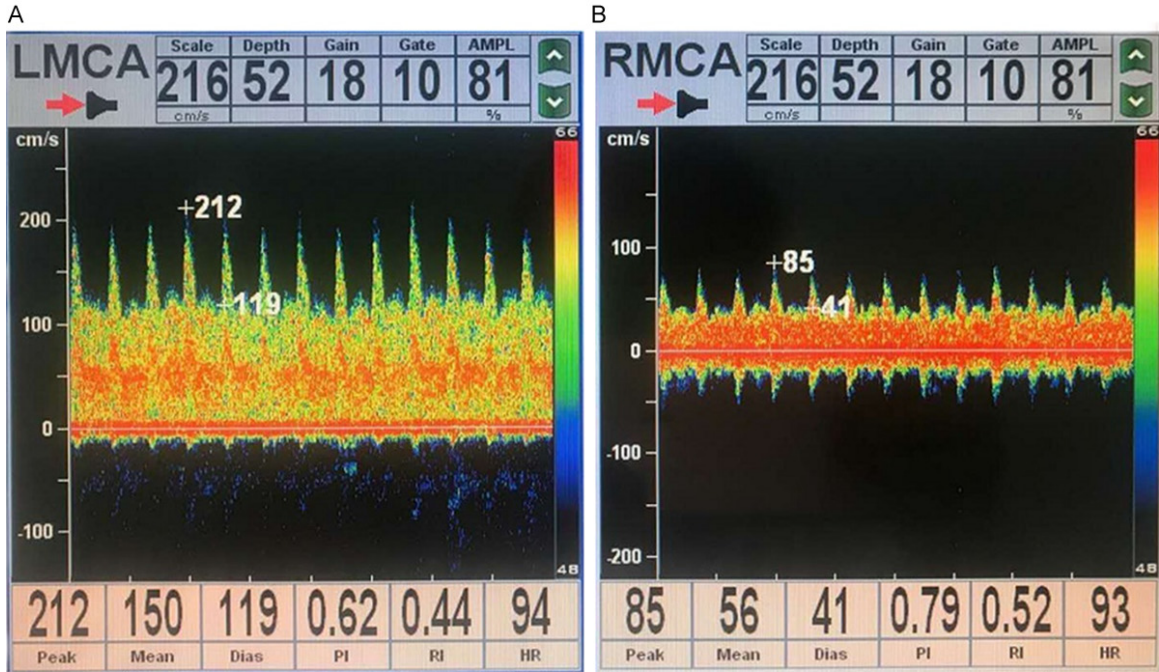 A
LMCA
Scale Depth Gain Gate AMPL
216 52 18 10 81
cm/s %
cm/s
66
200
100
0
-100
+212
+119
48
212 150 119 0.62 0.44 94
Peak Mean Dias PI RI HR
B
RMCA
Scale Depth Gain Gate AMPL
216 52 18 10 81
cm/s %
cm/s
66
100
0
-100
-200
+85
+41
48
85 56 41 0.79 0.52 93
Peak Mean Dias PI RI HR